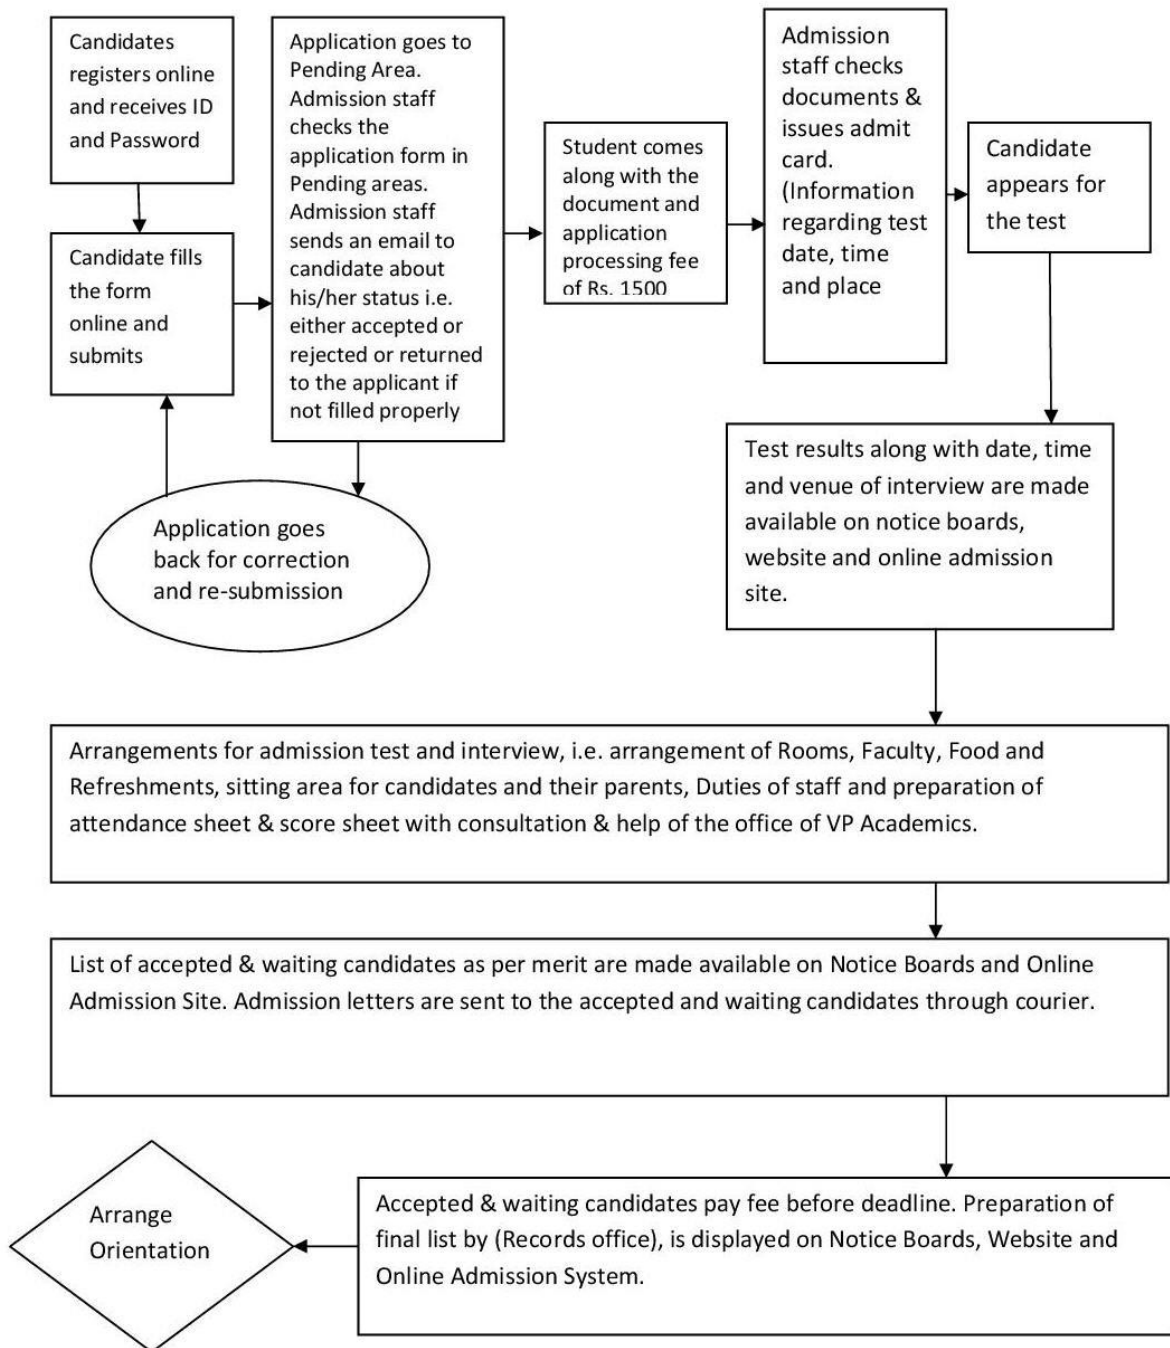 Candidates
registers online
and receives ID
and Password
Candidate fills
the form
online and
submits
Application goes to
Pending Area.
Admission staff
checks the
application form in
Pending areas.
Admission staff
sends an email to
candidate about
his/her status i.e.
either accepted or
rejected or returned
to the applicant if
not filled properly
Application goes
back for correction
and re-submission
Student comes
along with the
document and
application
processing fee
of Rs. 1500
Admission
staff checks
documents &
issues admit
card.
(Information
regarding test
date, time
and place
Candidate
appears for
the test
Test results along with date, time
and venue of interview are made
available on notice boards,
website and online admission
site.
Arrangements for admission test and interview, i.e. arrangement of Rooms, Faculty, Food and
Refreshments, sitting area for candidates and their parents, Duties of staff and preparation of
attendance sheet & score sheet with consultation & help of the office of VP Academics.
List of accepted & waiting candidates as per merit are made available on Notice Boards and Online
Admission Site. Admission letters are sent to the accepted and waiting candidates through courier.
Accepted & waiting candidates pay fee before deadline. Preparation of
final list by (Records office), is displayed on Notice Boards, Website and
Online Admission System.
Arrange
Orientation